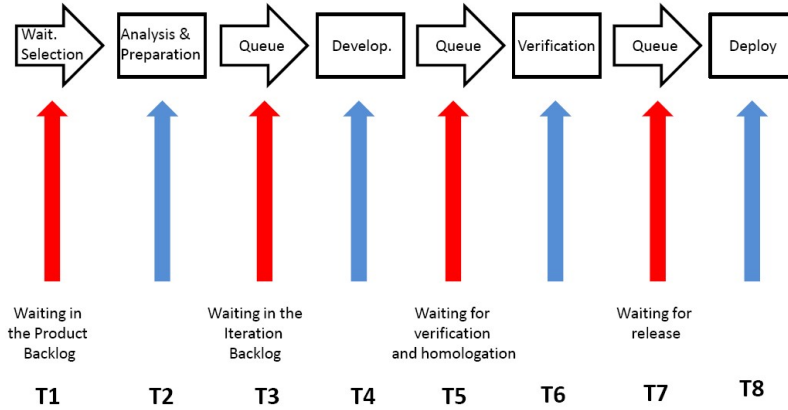 Wait.
Selection
Analysis &
Preparation
Queue
Develop.
Queue
Verification
Queue
Deploy
Waiting in
the Product
Backlog
Waiting in the
Iteration
Backlog
Waiting for
verification
and homologation
Waiting for
release
T1
T2
T3
T4
T5
T6
T7
T8